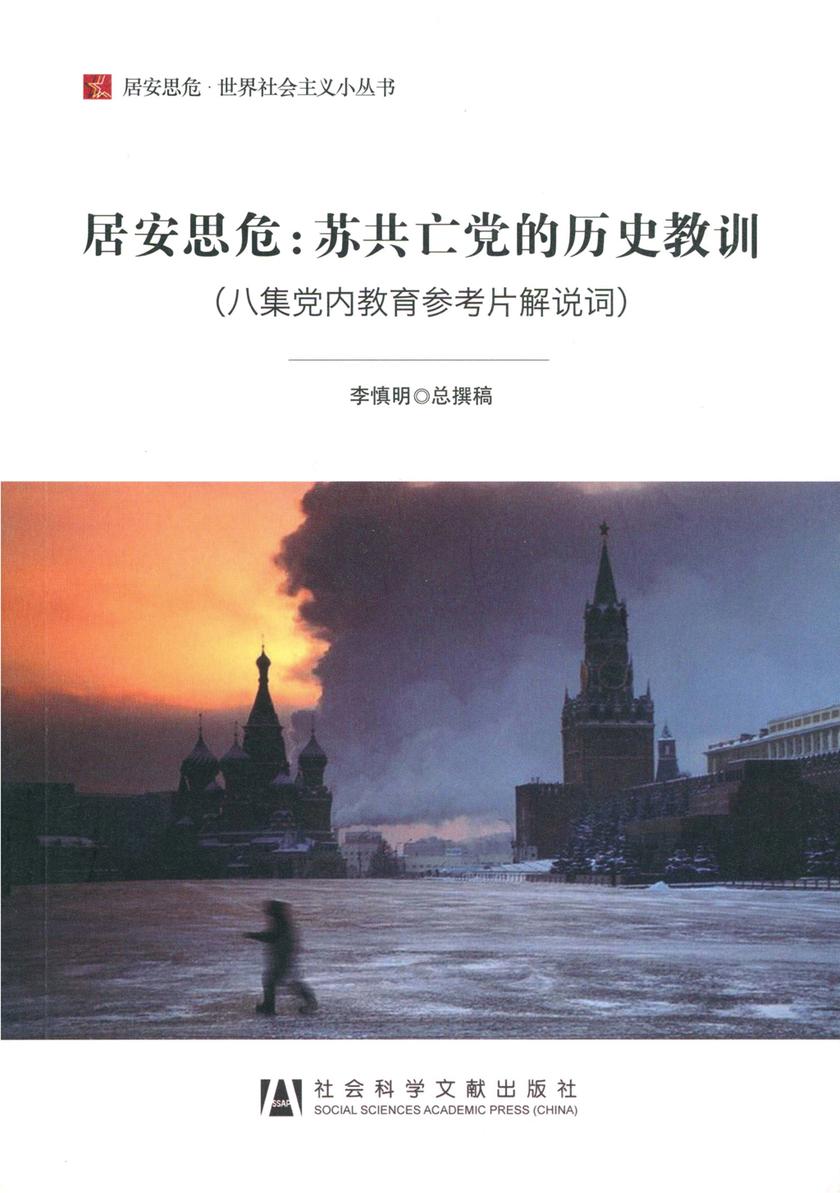 居安思危·世界社会主义小丛书
居安思危:苏共亡党的历史教训
(八集党内教育参考片解说词)
李慎明◎总撰稿
SSAP
社会科学文献出版社
SOCIAL SCIENCES ACADEMIC PRESS (CHINA)